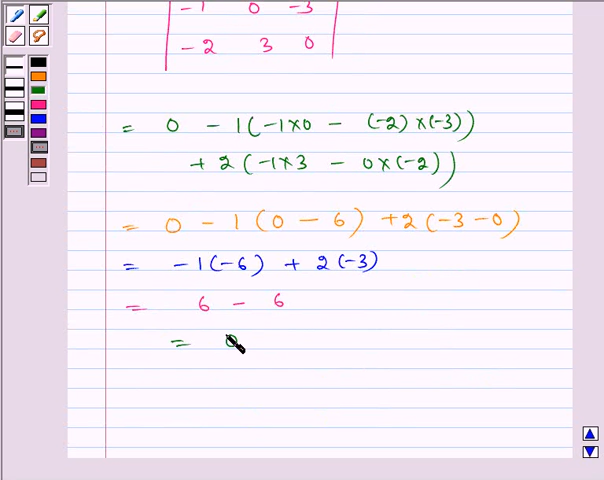 -1 0 -3
-2 3 0
= 0 - 1(-1×0 - (-2)×(-3))
+ 2(-1×3 - 0×(-2))
= 0 - 1(0 - 6) + 2(-3 - 0)
= -1(-6) + 2(-3)
= 6 - 6
= 0